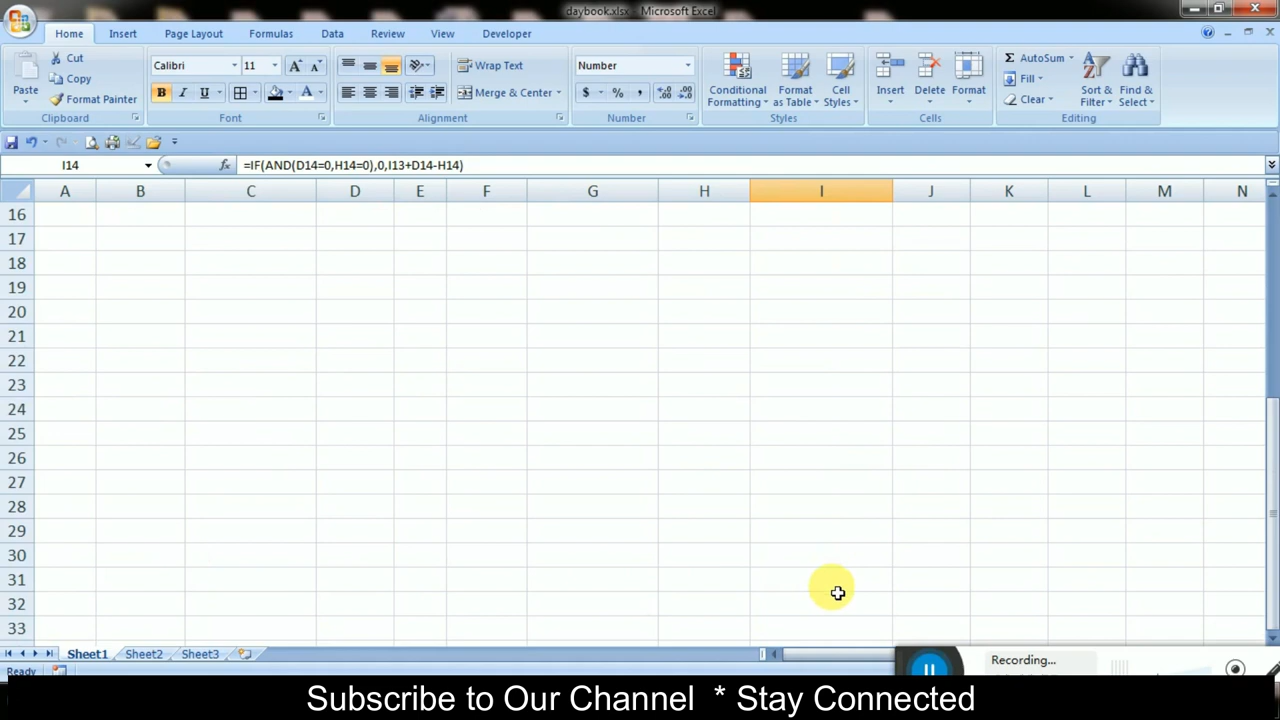 daybook.xlsx - Microsoft Excel
Home Insert Page Layout Formulas Data Review View Developer
Cut Calibri 11 Wrap Text Number AutoSum
Copy Fill
Paste Format Painter B I U Merge & Center $ % , Conditional Formatting Format as Table Cell Styles Insert Delete Format Clear Sort & Filter Find & Select
Clipboard Font Alignment Number Styles Cells Editing
I14 fx =IF(AND(D14=0,H14=0),0,I13+D14-H14)
A B C D E F G H I J K L M N
16
17
18
19
20
21
22
23
24
25
26
27
28
29
30
31
32
33
Sheet1 Sheet2 Sheet3
Ready Recording...
Subscribe to Our Channel * Stay Connected